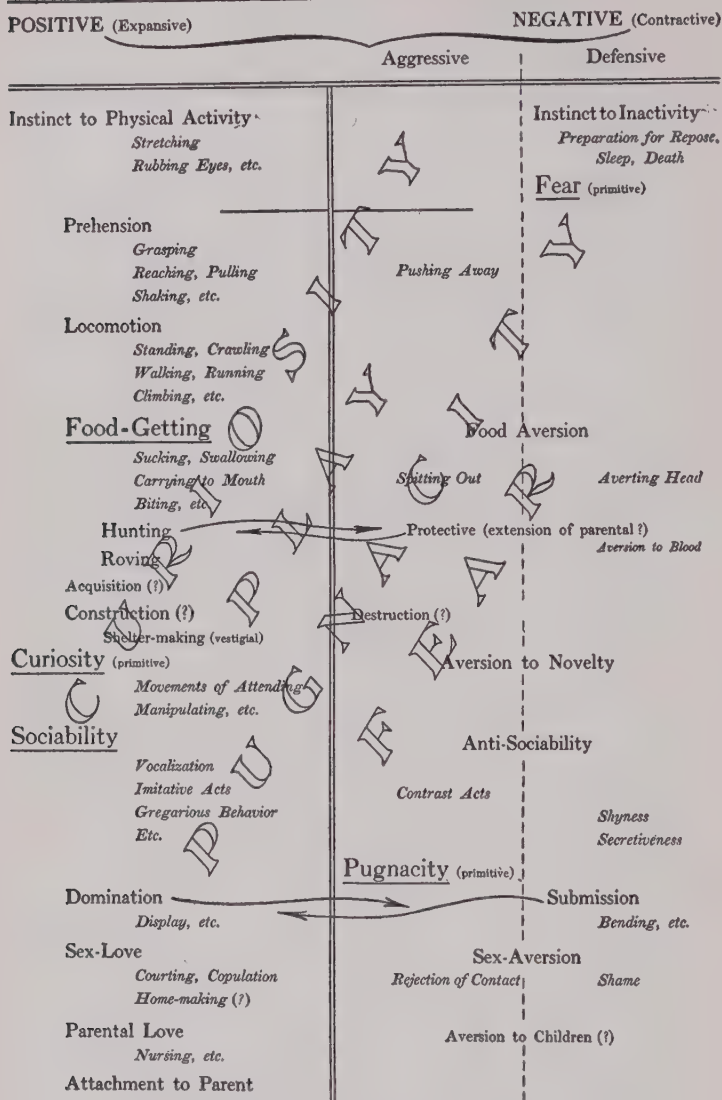 POSITIVE (Expansive) NEGATIVE (Contractive)
Aggressive Defensive
Instinct to Physical Activity Instinct to Inactivity
Stretching Preparation for Repose,
Rubbing Eyes, etc. Sleep, Death
Fear (primitive)
Prehension
Grasping
Reaching, Pulling Pushing Away
Shaking, etc.
Locomotion
Standing, Crawling
Walking, Running
Climbing, etc.
Food-Getting Food Aversion
Sucking, Swallowing
Carrying to Mouth Spitting Out Averting Head
Biting, etc.
Hunting Protective (extension of parental?)
Aversion to Blood
Roving
Acquisition (?)
Construction (?) Destruction (?)
Shelter-making (vestigial)
Curiosity (primitive) Aversion to Novelty
Movements of Attending
Manipulating, etc.
Sociability Anti-Sociability
Vocalization
Imitative Acts Contrast Acts
Gregarious Behavior Shyness
Etc. Secretiveness
Pugnacity (primitive)
Domination Submission
Display, etc. Bending, etc.
Sex-Love Sex-Aversion
Courting, Copulation Rejection of Contact Shame
Home-making (?)
Parental Love Aversion to Children (?)
Nursing, etc.
Attachment to Parent
CURIOSITY
PLAY
PUGNACITY
FEAR